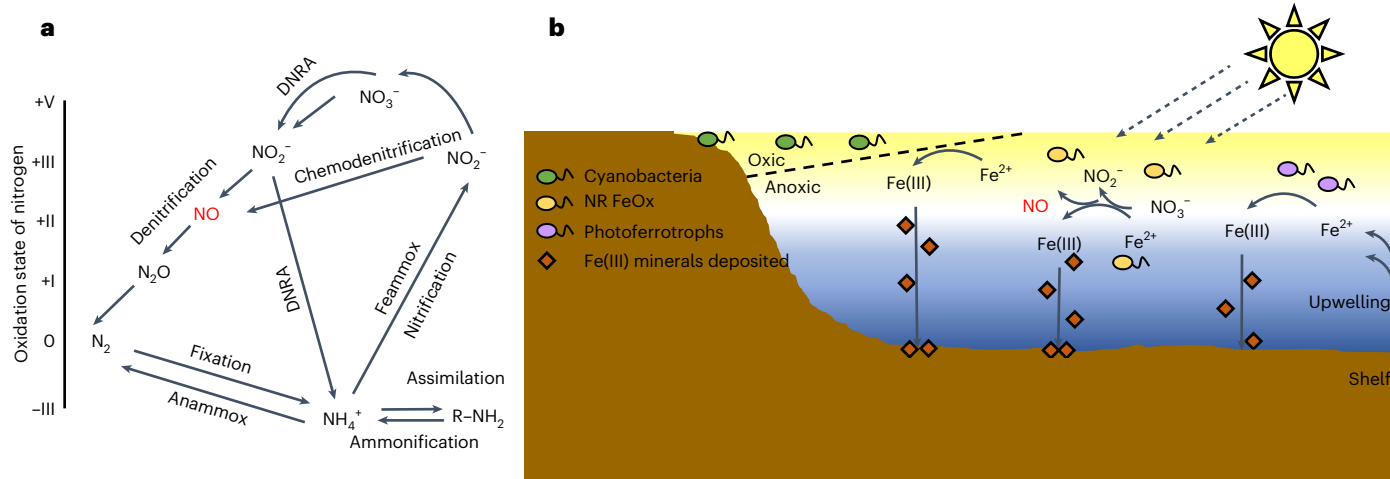 a
Oxidation state of nitrogen
+V
+III
+II
+I
0
–III
DNRA
NO₃⁻
NO₂⁻
Chemodenitrification
NO₂⁻
Denitrification
NO
N₂O
DNRA
Feammox
Nitrification
N₂
Fixation
Anammox
Assimilation
NH₄⁺
R–NH₂
Ammonification
b
Oxic
Anoxic
Cyanobacteria
NR FeOx
Photoferrotrophs
Fe(III) minerals deposited
Fe(III)
Fe²⁺
NO₂⁻
NO
NO₃⁻
Fe(III)
Fe²⁺
Fe(III)
Fe²⁺
Upwelling
Shelf